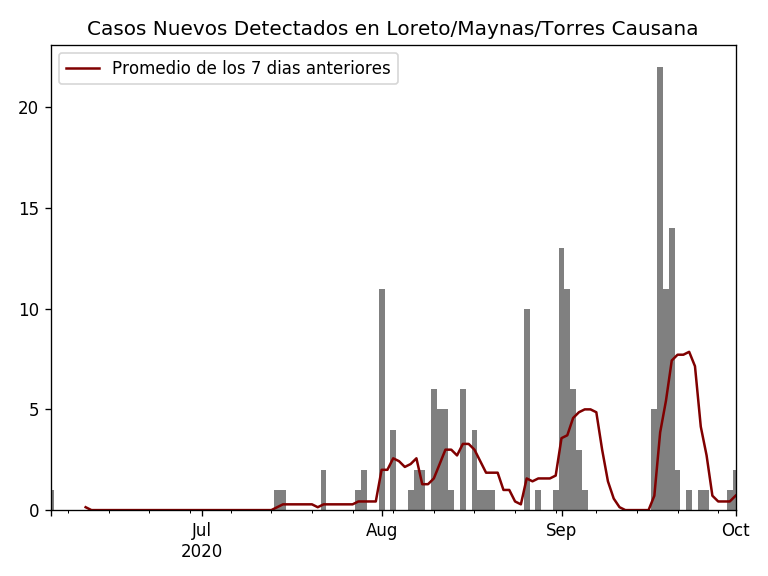 Casos Nuevos Detectados en Loreto/Maynas/Torres Causana
Promedio de los 7 dias anteriores
20
15
10
5
0
Jul Aug Sep Oct
2020